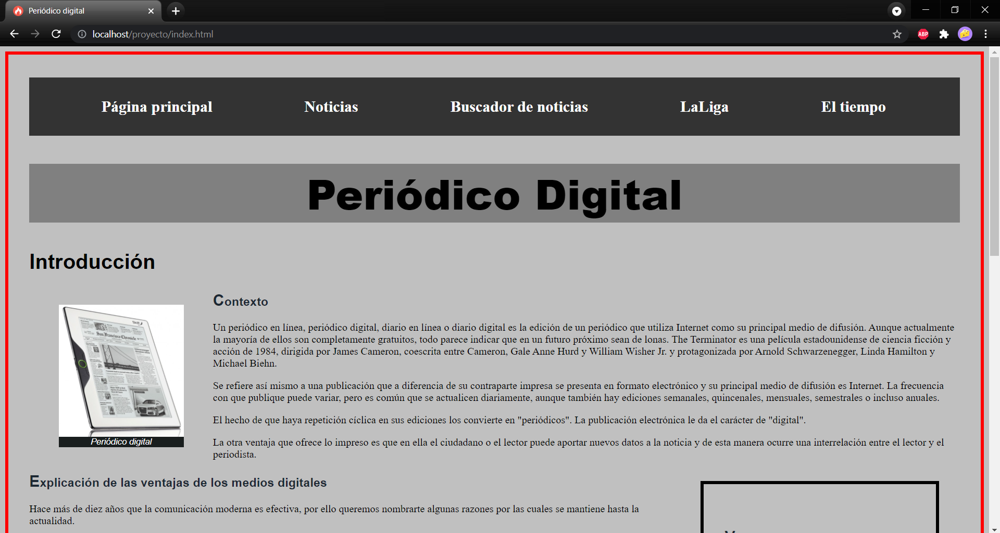 Periódico digital
localhost/proyecto/index.html
ABP
Página principal Noticias Buscador de noticias LaLiga El tiempo
Periódico Digital
Introducción
Contexto
Un periódico en línea, periódico digital, diario en línea o diario digital es la edición de un periódico que utiliza Internet como su principal medio de difusión. Aunque actualmente
la mayoría de ellos son completamente gratuitos, todo parece indicar que en un futuro próximo sean de lonas. The Terminator es una película estadounidense de ciencia ficción y
acción de 1984, dirigida por James Cameron, coescrita entre Cameron, Gale Anne Hurd y William Wisher Jr. y protagonizada por Arnold Schwarzenegger, Linda Hamilton y
Michael Biehn.
Se refiere así mismo a una publicación que a diferencia de su contraparte impresa se presenta en formato electrónico y su principal medio de difusión es Internet. La frecuencia
con que publique puede variar, pero es común que se actualicen diariamente, aunque también hay ediciones semanales, quincenales, mensuales, semestrales o incluso anuales.
El hecho de que haya repetición cíclica en sus ediciones los convierte en "periódicos". La publicación electrónica le da el carácter de "digital".
La otra ventaja que ofrece lo impreso es que en ella el ciudadano o el lector puede aportar nuevos datos a la noticia y de esta manera ocurre una interrelación entre el lector y el
periodista.
Skiff
San Francisco Chronicle
Periódico digital
Explicación de las ventajas de los medios digitales
Hace más de diez años que la comunicación moderna es efectiva, por ello queremos nombrarte algunas razones por las cuales se mantiene hasta la
actualidad.